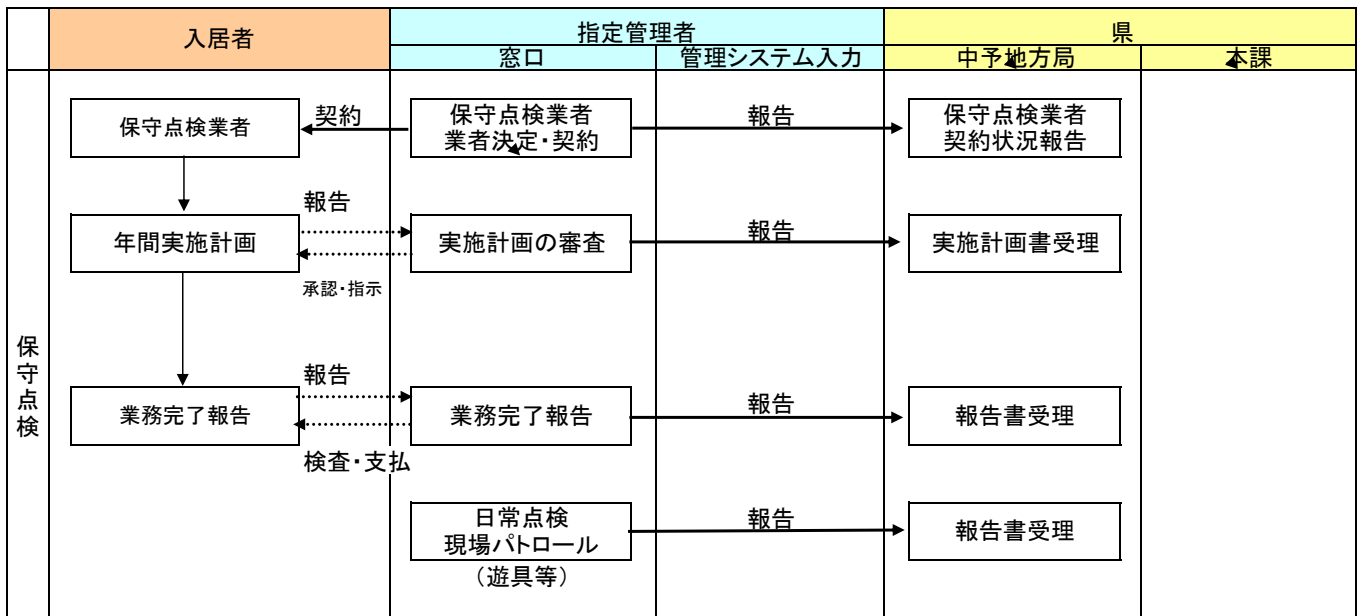 入居者
指定管理者
県
窓口
管理システム入力
中予地方局
本課
保守点検
保守点検業者
契約
保守点検業者
業者決定・契約
報告
保守点検業者
契約状況報告
年間実施計画
報告
承認・指示
実施計画の審査
報告
実施計画書受理
業務完了報告
報告
検査・支払
業務完了報告
報告
報告書受理
日常点検
現場パトロール
（遊具等）
報告
報告書受理